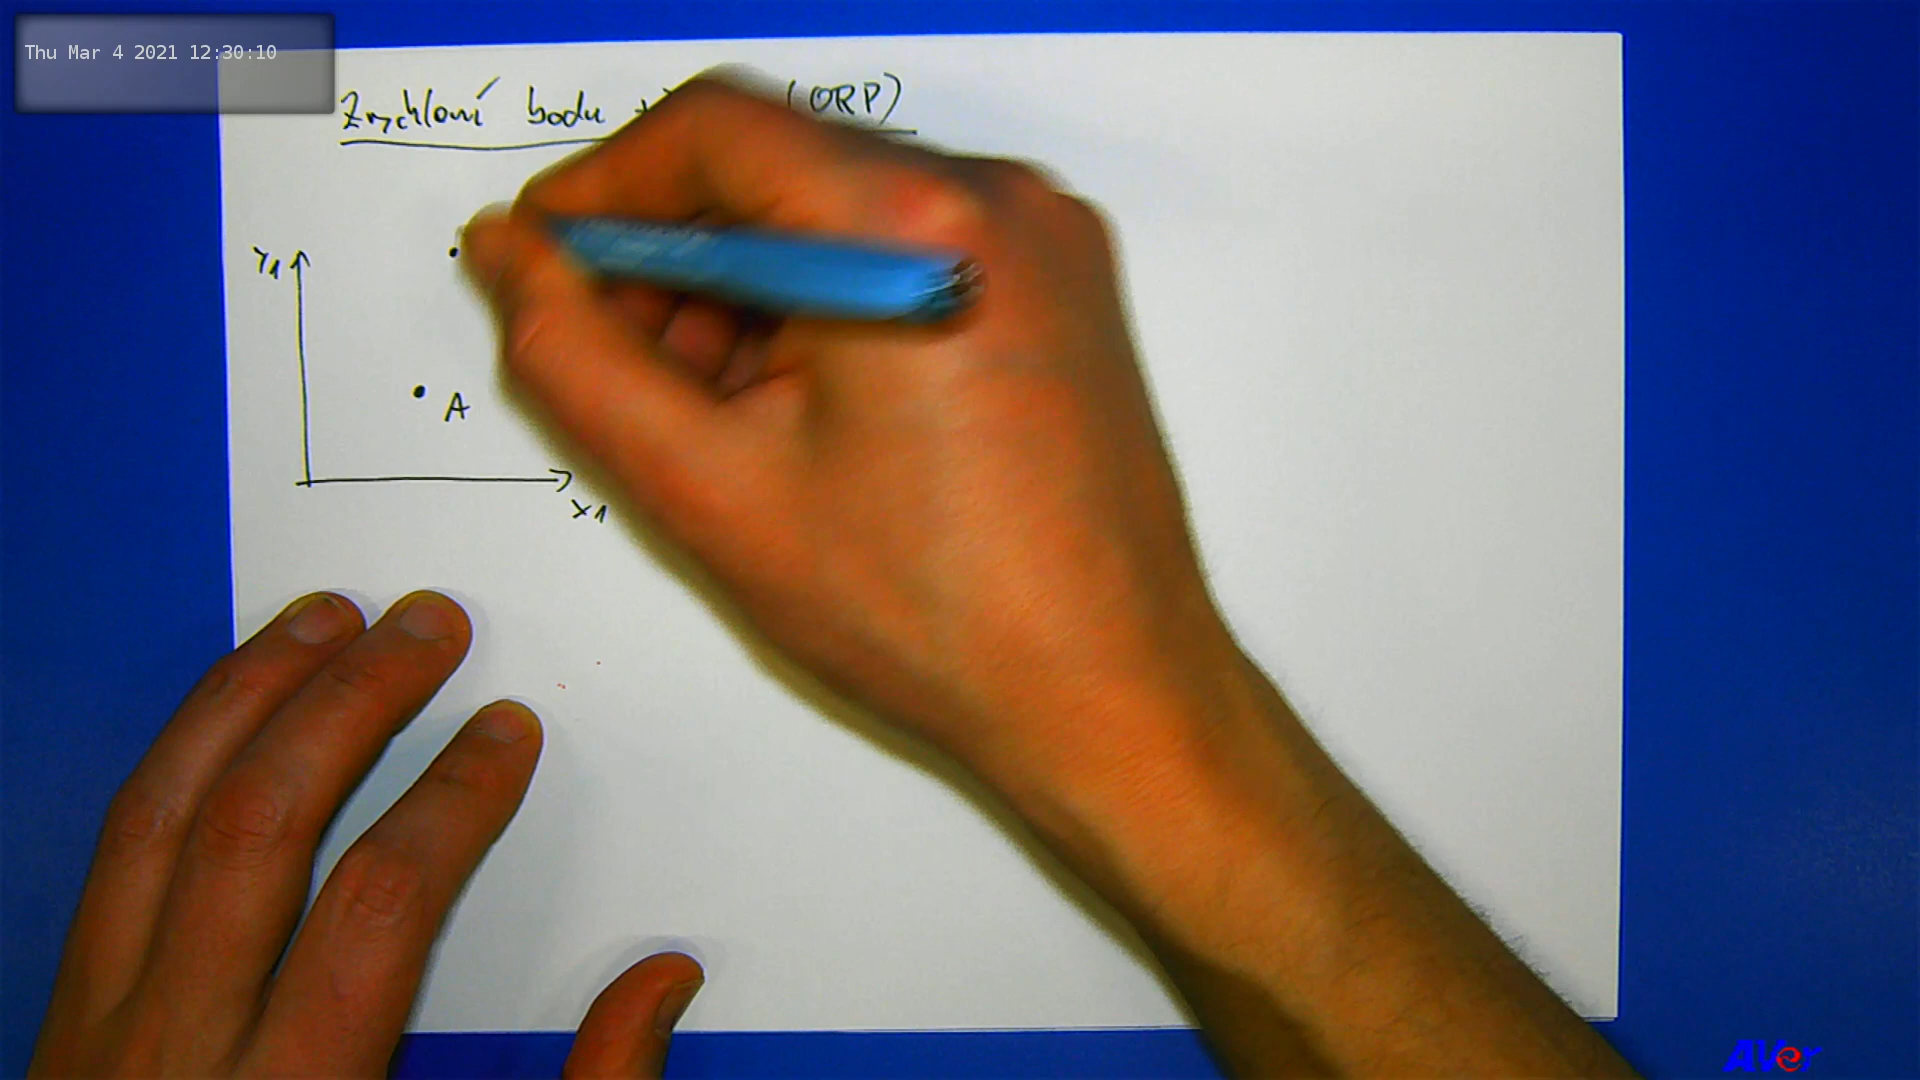 Thu Mar 4 2021 12:30:10
Zrychlení bodu (ORP)
y1
A
x1
AVer